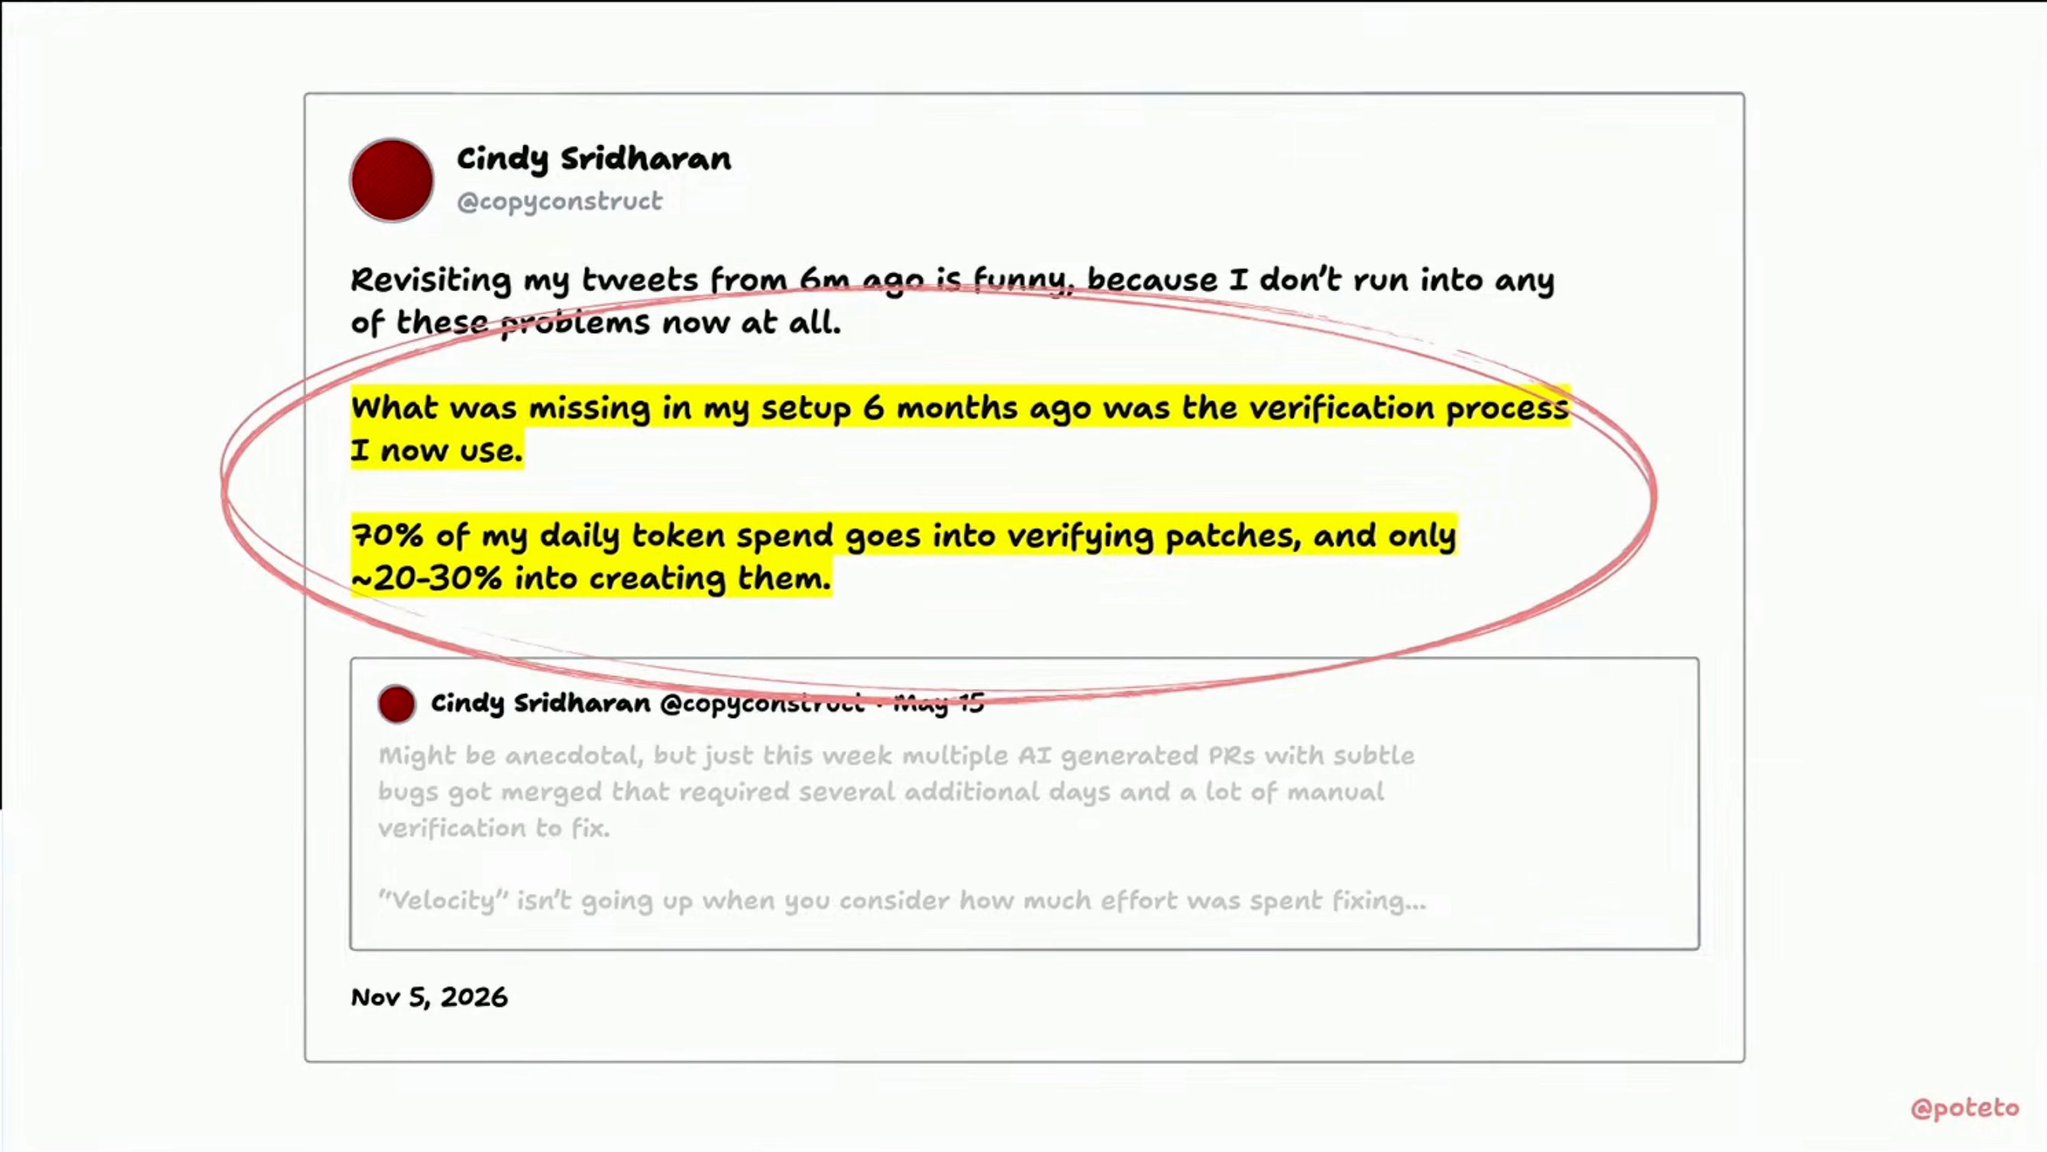 Cindy Sridharan
@copyconstruct
Revisiting my tweets from 6m ago is funny, because I don't run into any
of these problems now at all.
What was missing in my setup 6 months ago was the verification process
I now use.
70% of my daily token spend goes into verifying patches, and only
~20-30% into creating them.
Cindy Sridharan @copyconstruct · May 15
Might be anecdotal, but just this week multiple AI generated PRs with subtle
bugs got merged that required several additional days and a lot of manual
verification to fix.
"Velocity" isn't going up when you consider how much effort was spent fixing...
Nov 5, 2026
@poteto